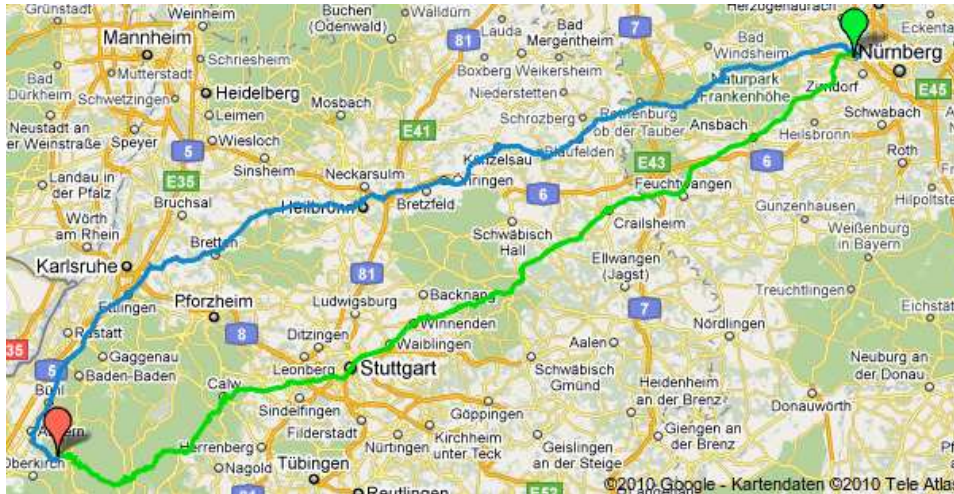 Grünstadt
Weinheim
Buchen
(Odenwald)
Walldürn
Lauda
Bad
Mergentheim
7
Herzogenaurach
Eckenta
81
Mannheim
Schriesheim
Boxberg
Weikersheim
Bad
Windsheim
Nürnberg
Bad
Dürkheim
Mutterstadt
Schwetzingen
Heidelberg
Mosbach
Niederstetten
Naturpark
Frankenhöhe
Zirndorf
E45
Leimen
Schrozberg
Rothenburg
ob der Tauber
Ansbach
Schwabach
Neustadt an
der Weinstraße
Speyer
Wiesloch
E41
Heilsbronn
5
Sinsheim
Künzelsau
Blaufelden
E43
6
Roth
Landau in
der Pfalz
E35
Neckarsulm
Öhringen
6
Feuchtwangen
Hilpoltste
Bruchsal
Heilbronn
Bretzfeld
Gunzenhausen
Wörth
am Rhein
Bretten
Schwäbisch
Hall
Crailsheim
Weißenburg
in Bayern
Karlsruhe
81
Ellwangen
(Jagst)
Treuchtlingen
Ettlingen
Pforzheim
Ludwigsburg
Backnang
7
Eichstät
Rastatt
8
Ditzingen
Winnenden
Nördlingen
35
Gaggenau
Waiblingen
Aalen
5
Baden-Baden
Leonberg
Stuttgart
Schwäbisch
Gmünd
Neuburg an
der Donau
Bühl
Calw
Heidenheim
an der Brenz
Sindelfingen
Göppingen
Donauwörth
Achern
Filderstadt
Kirchheim
unter Teck
Giengen an
der Brenz
Herrenberg
Nürtingen
Geislingen
an der Steige
Oberkirch
Nagold
Tübingen
Reutlingen
E52
©2010 Google - Kartendaten ©2010 Tele Atlas